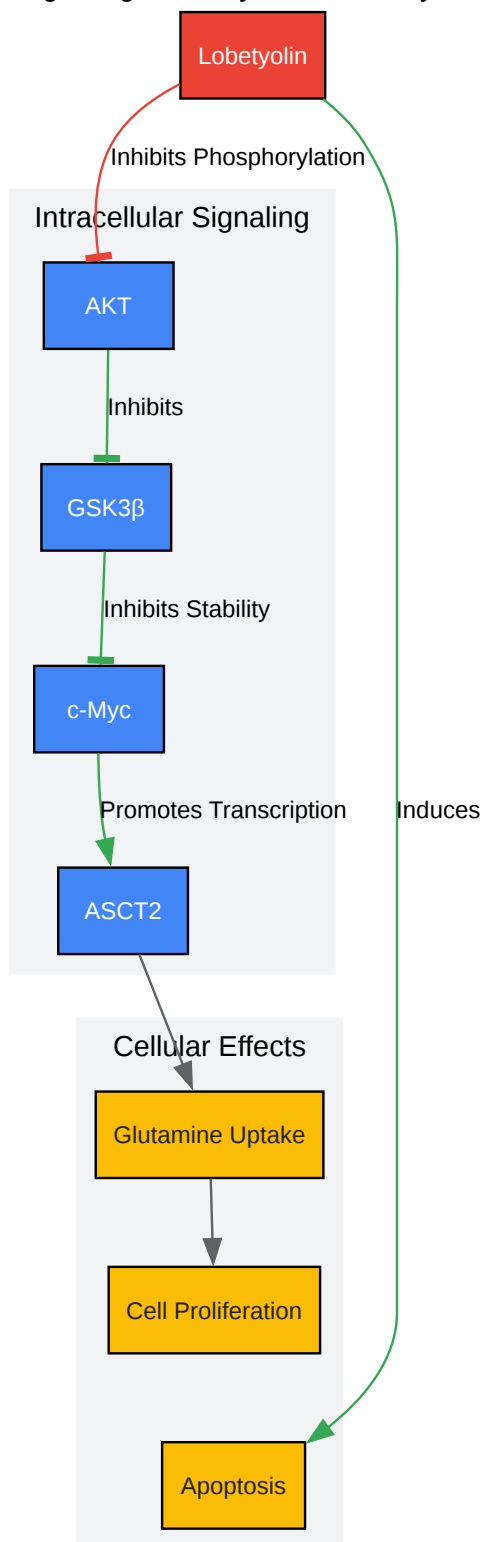 Lobetyolin
Inhibits Phosphorylation
Intracellular Signaling
AKT
Inhibits
GSK3β
Inhibits Stability
c-Myc
Promotes Transcription
Induces
ASCT2
Cellular Effects
Glutamine Uptake
Cell Proliferation
Apoptosis